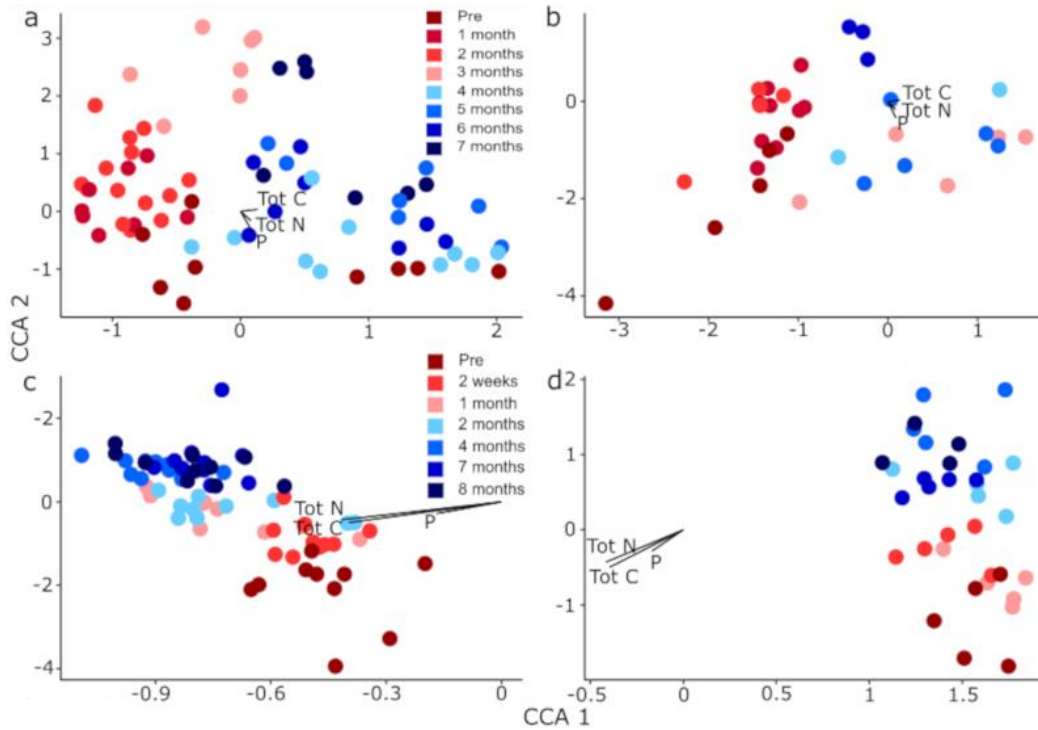 a
3
2
1
0
-1
-1
0
1
2
Pre
1 month
2 months
3 months
4 months
5 months
6 months
7 months
Tot C
Tot N
P
b
0
-2
-4
-3
-2
-1
0
1
Tot C
Tot N
P
CCA 2
c
-2
0
-2
-4
-0.9
-0.6
-0.3
0
Pre
2 weeks
1 month
2 months
4 months
7 months
8 months
Tot N
Tot C
P
d
2
1
0
-1
-0.5
0
0.5
1
1.5
Tot N
Tot C
P
CCA 1